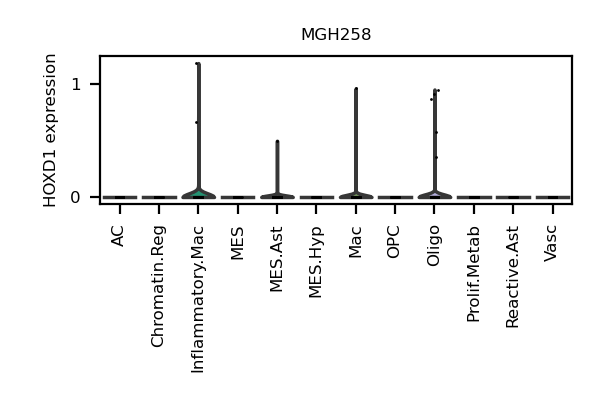 MGH258
HOXD1 expression
1
0
AC
Chromatin.Reg
Inflammatory.Mac
MES
MES.Ast
MES.Hyp
Mac
OPC
Oligo
Prolif.Metab
Reactive.Ast
Vasc